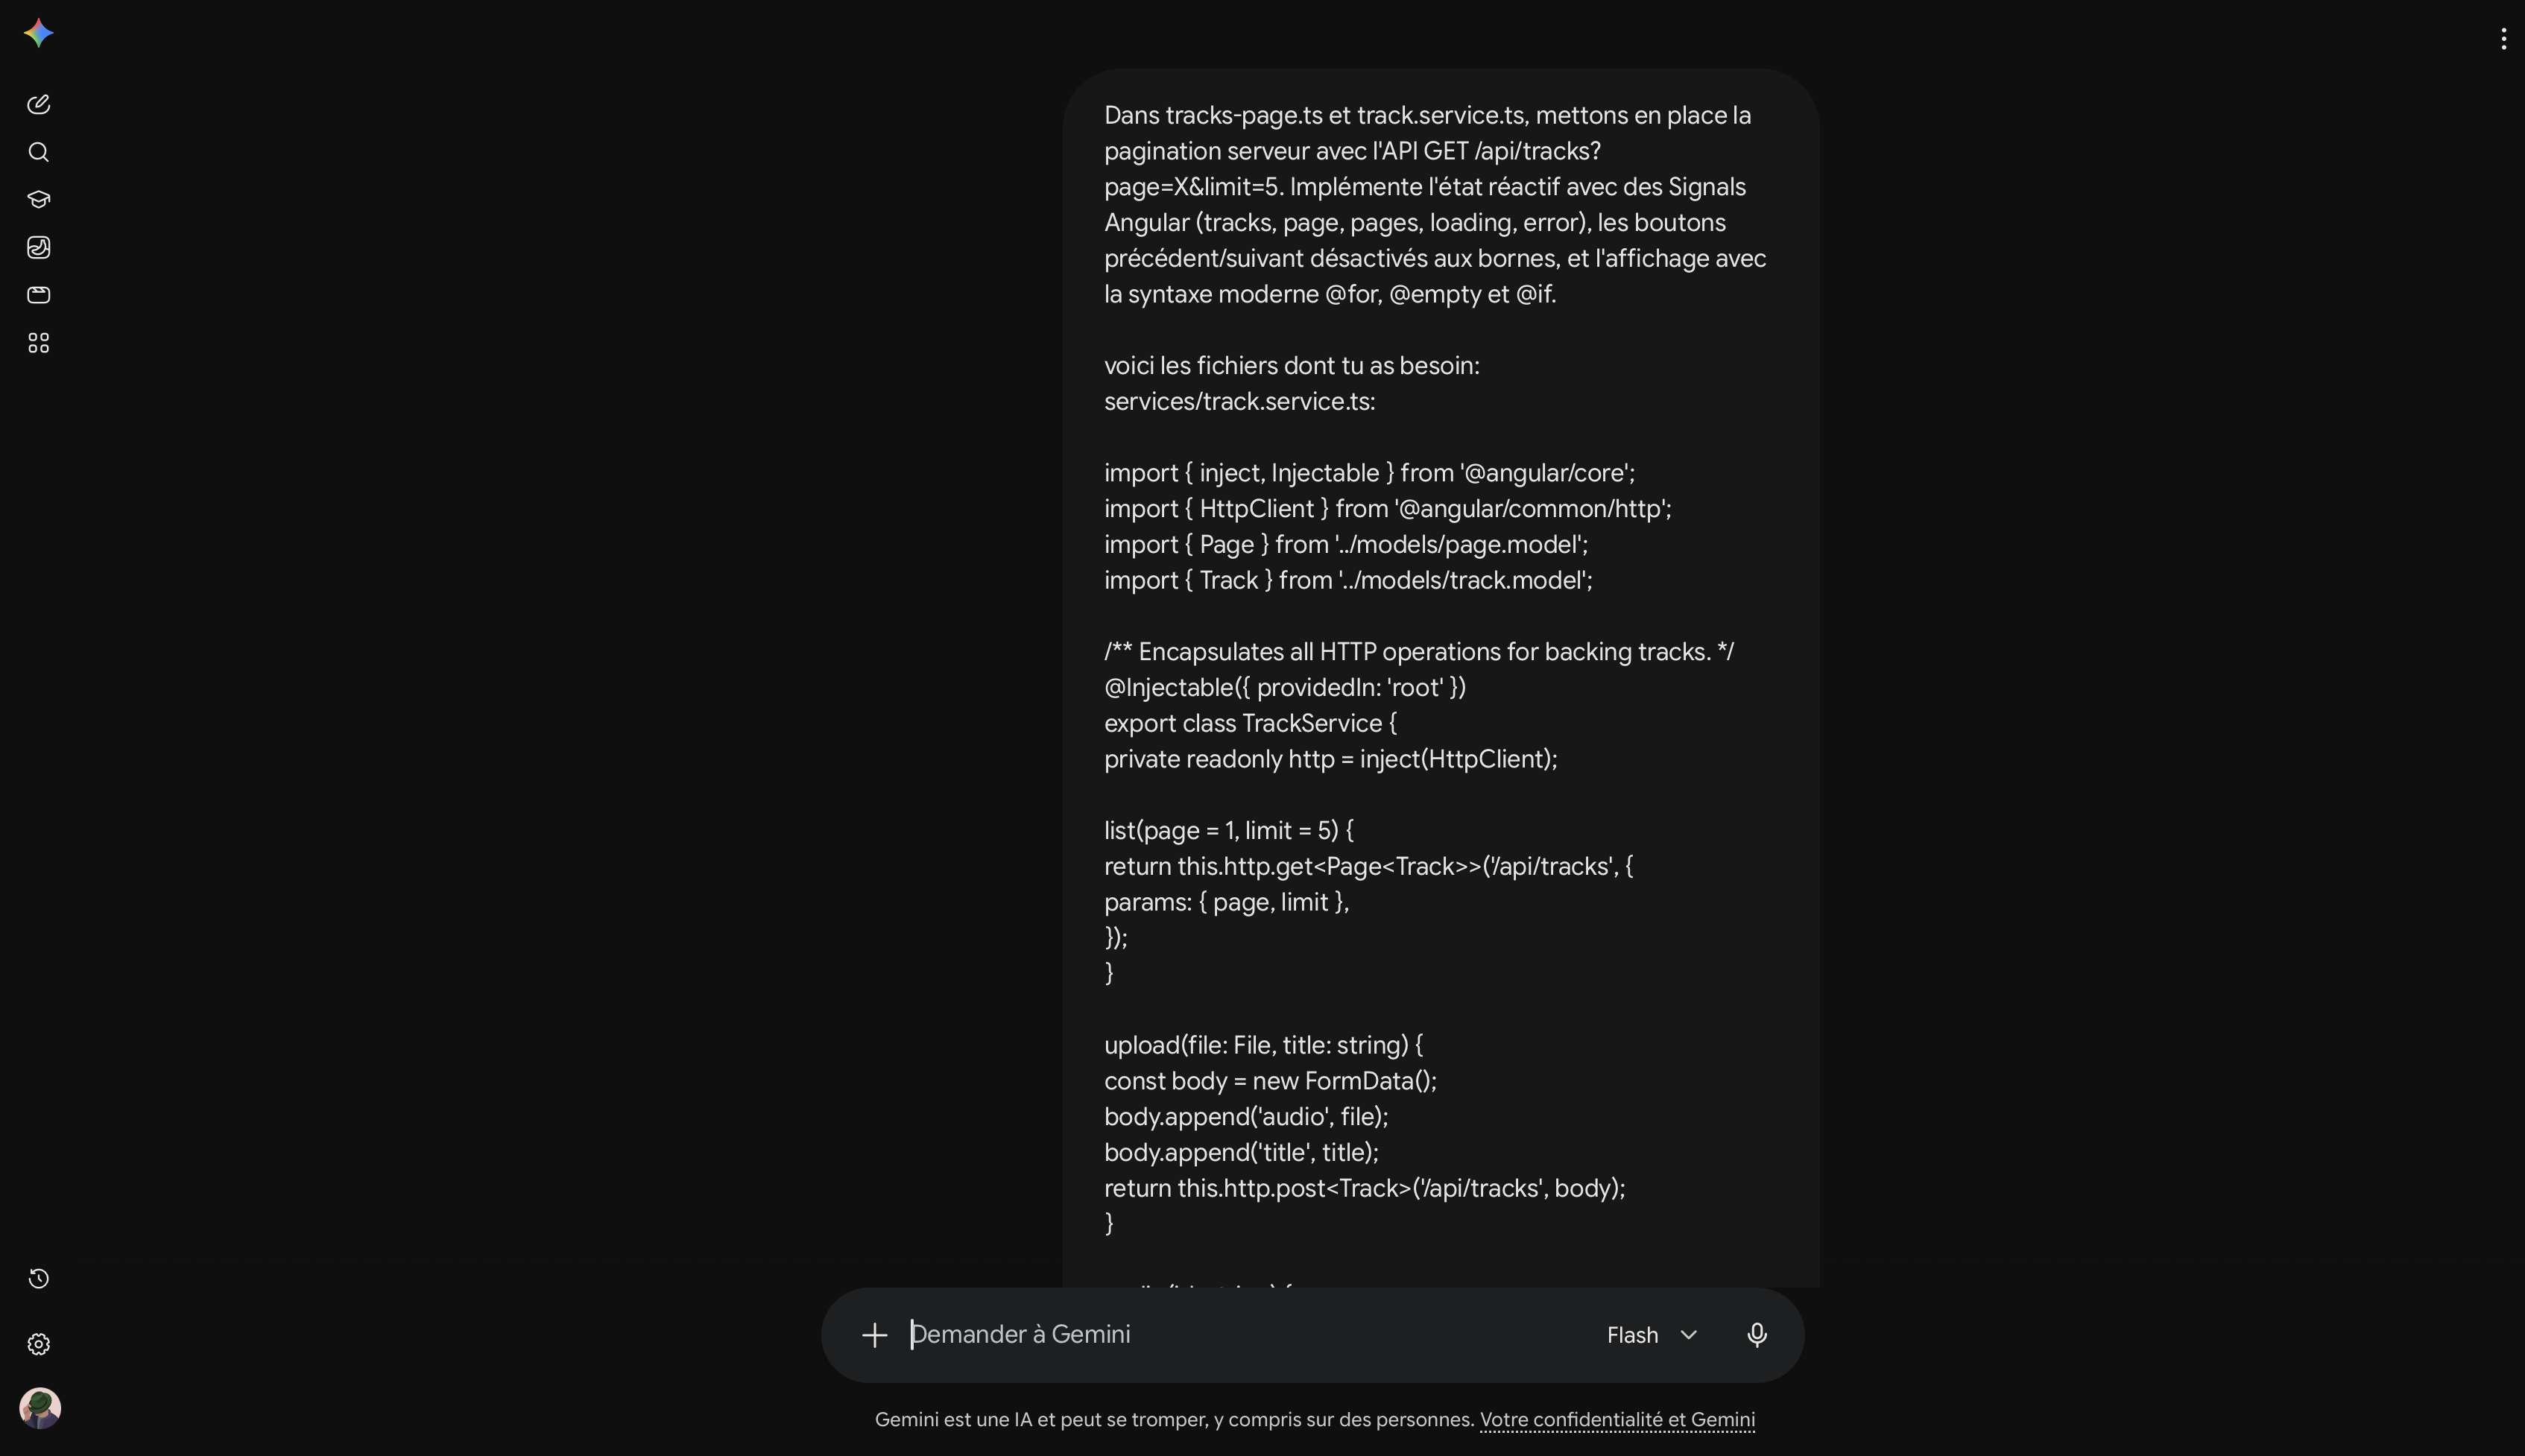 Dans tracks-page.ts et track.service.ts, mettons en place la
pagination serveur avec l'API GET /api/tracks?
page=X&limit=5. Implémente l'état réactif avec des Signals
Angular (tracks, page, pages, loading, error), les boutons
précédent/suivant désactivés aux bornes, et l'affichage avec
la syntaxe moderne @for, @empty et @if.
voici les fichiers dont tu as besoin:
services/track.service.ts:
import { inject, Injectable } from '@angular/core';
import { HttpClient } from '@angular/common/http';
import { Page } from '../models/page.model';
import { Track } from '../models/track.model';
/** Encapsulates all HTTP operations for backing tracks. */
@Injectable({ providedIn: 'root' })
export class TrackService {
private readonly http = inject(HttpClient);
list(page = 1, limit = 5) {
return this.http.get<Page<Track>>('/api/tracks', {
params: { page, limit },
});
}
upload(file: File, title: string) {
const body = new FormData();
body.append('audio', file);
body.append('title', title);
return this.http.post<Track>('/api/tracks', body);
}
Demander à Gemini
Flash
Gemini est une IA et peut se tromper, y compris sur des personnes. Votre confidentialité et Gemini